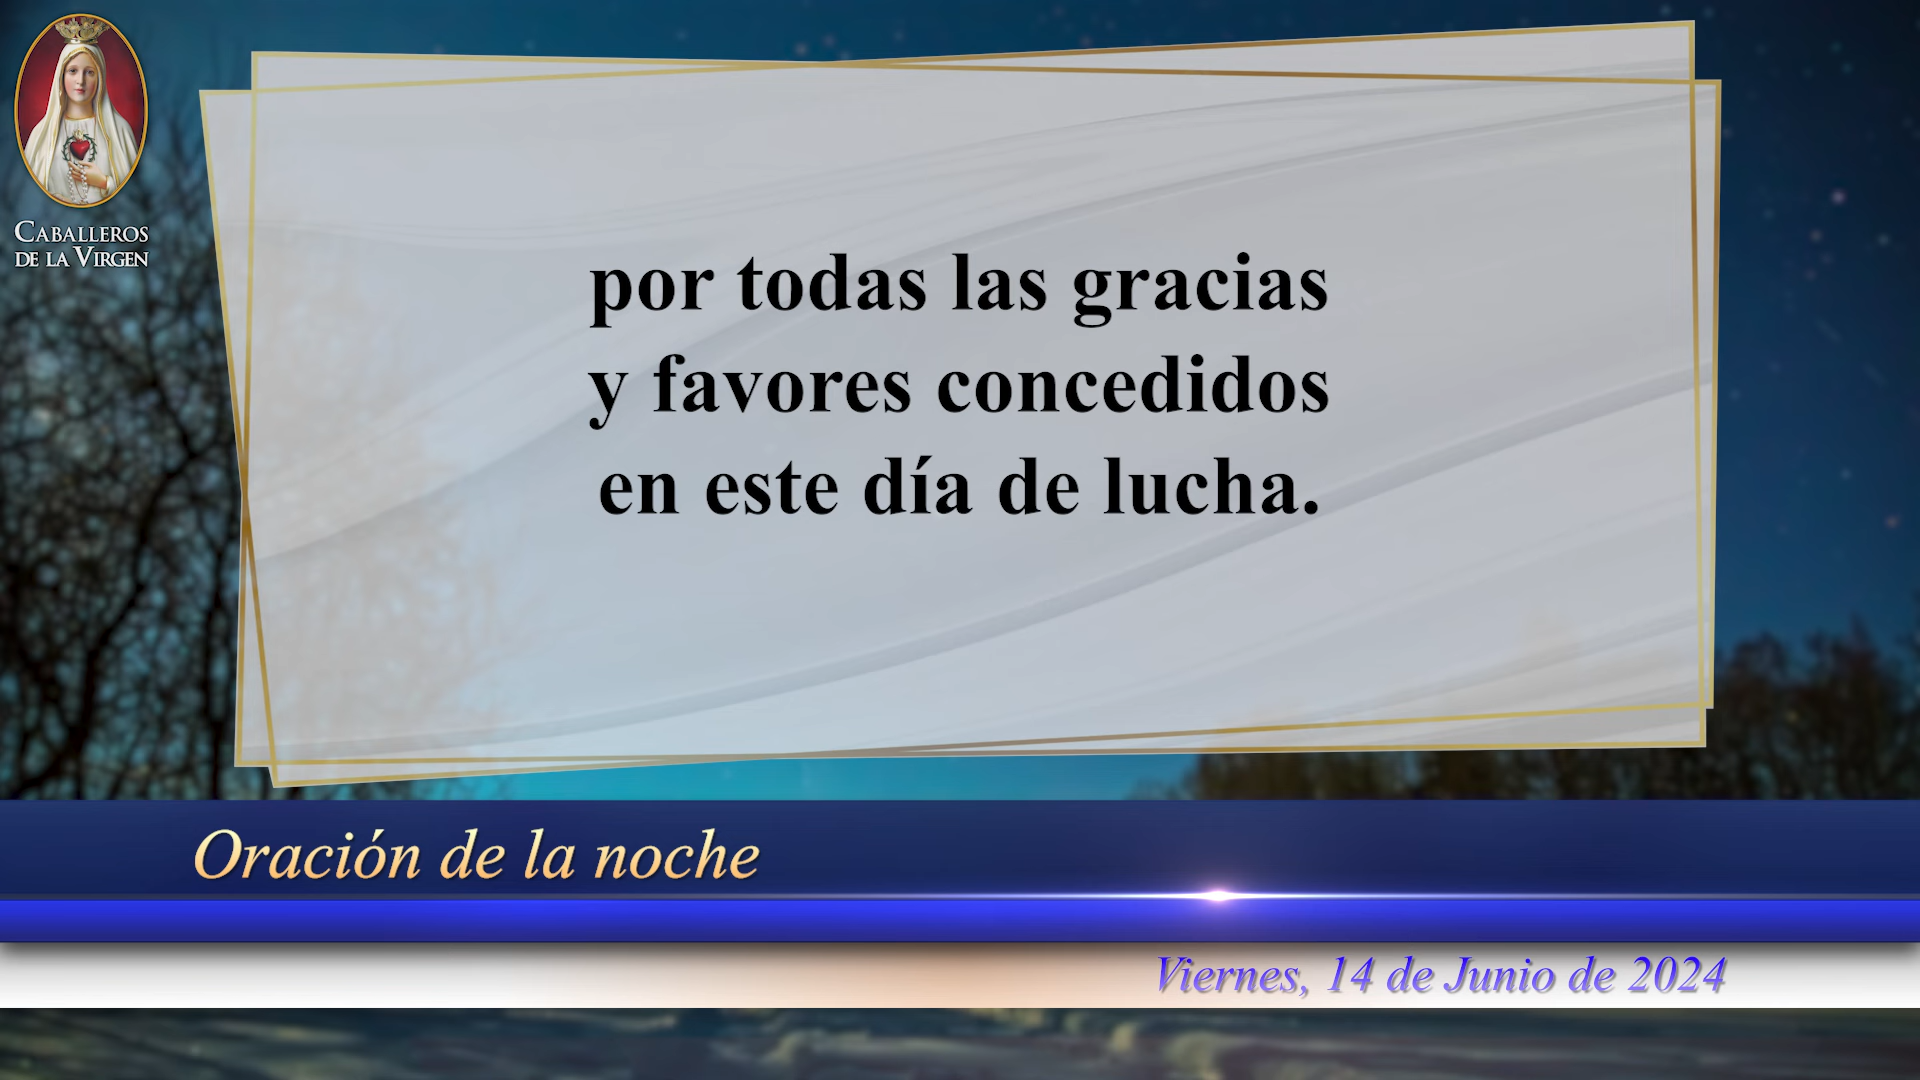 CABALLEROS
DE LA VIRGEN
por todas las gracias
y favores concedidos
en este día de lucha.
Oración de la noche
Viernes, 14 de Junio de 2024